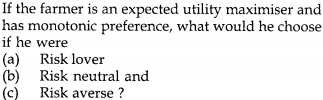 If the farmer is an expected utility maximiser and
has monotonic preference, what would he choose
if he were
(a) Risk lover
(b) Risk neutral and
(c) Risk averse ?